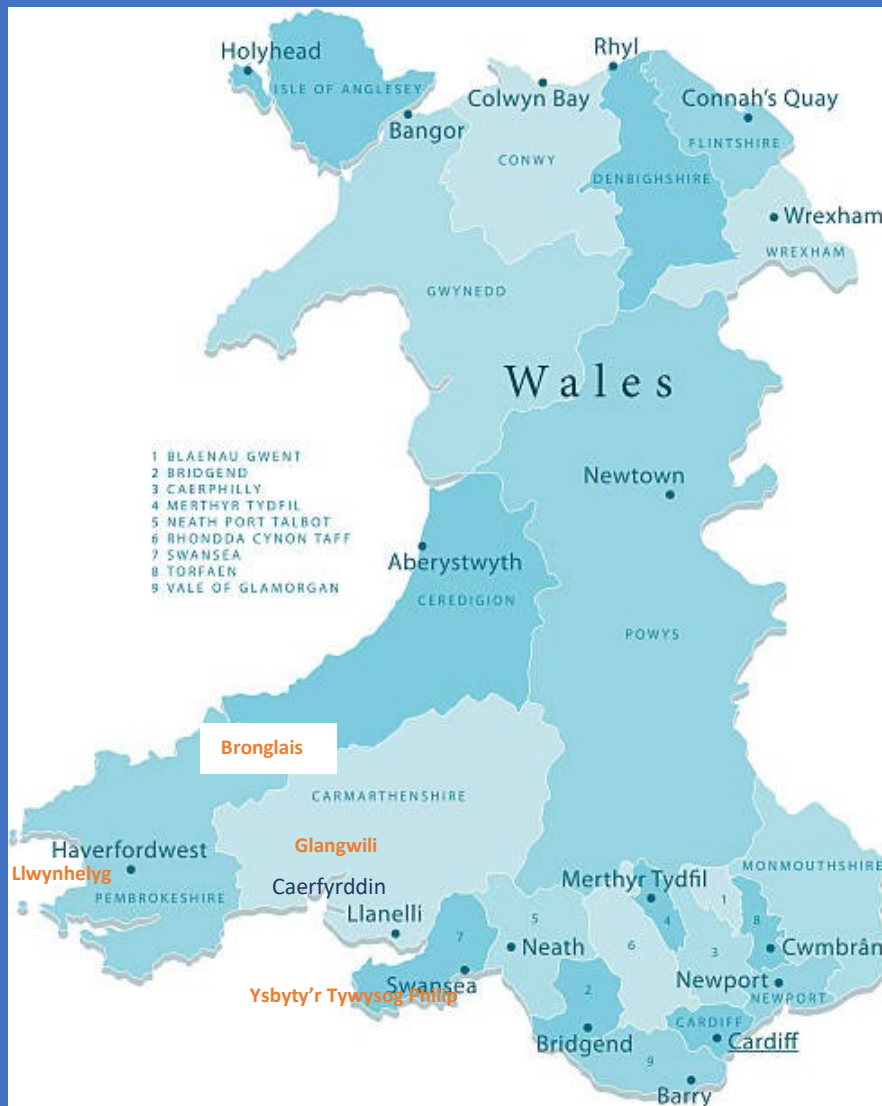 Holyhead
ISLE OF ANGLESEY
Bangor
Rhyl
Colwyn Bay
Connah's Quay
FLINTSHIRE
CONWY
DENBIGHSHIRE
Wrexham
WREXHAM
GWYNEDD
Wales
1 BLAENAU GWENT
2 BRIDGEND
3 CAERPHILLY
4 MERTHYR TYDFIL
5 NEATH PORT TALBOT
6 RHONDDA CYNON TAFF
7 SWANSEA
8 TORFAEN
9 VALE OF GLAMORGAN
Newtown
Aberystwyth
CEREDIGION
POWYS
Bronglais
CARMARTHENSHIRE
Glangwili
Haverfordwest
Llwynhelyg
PEMBROKESHIRE
Caerfyrddin
Llanelli
Merthyr Tydfil
MONMOUTHSHIRE
1
4
8
5
6
3
7
2
9
Neath
Cwmbrân
Swansea
Ysbyty'r Tywysog Philip
Newport
NEWPORT
CARDIFF
Cardiff
Bridgend
Barry